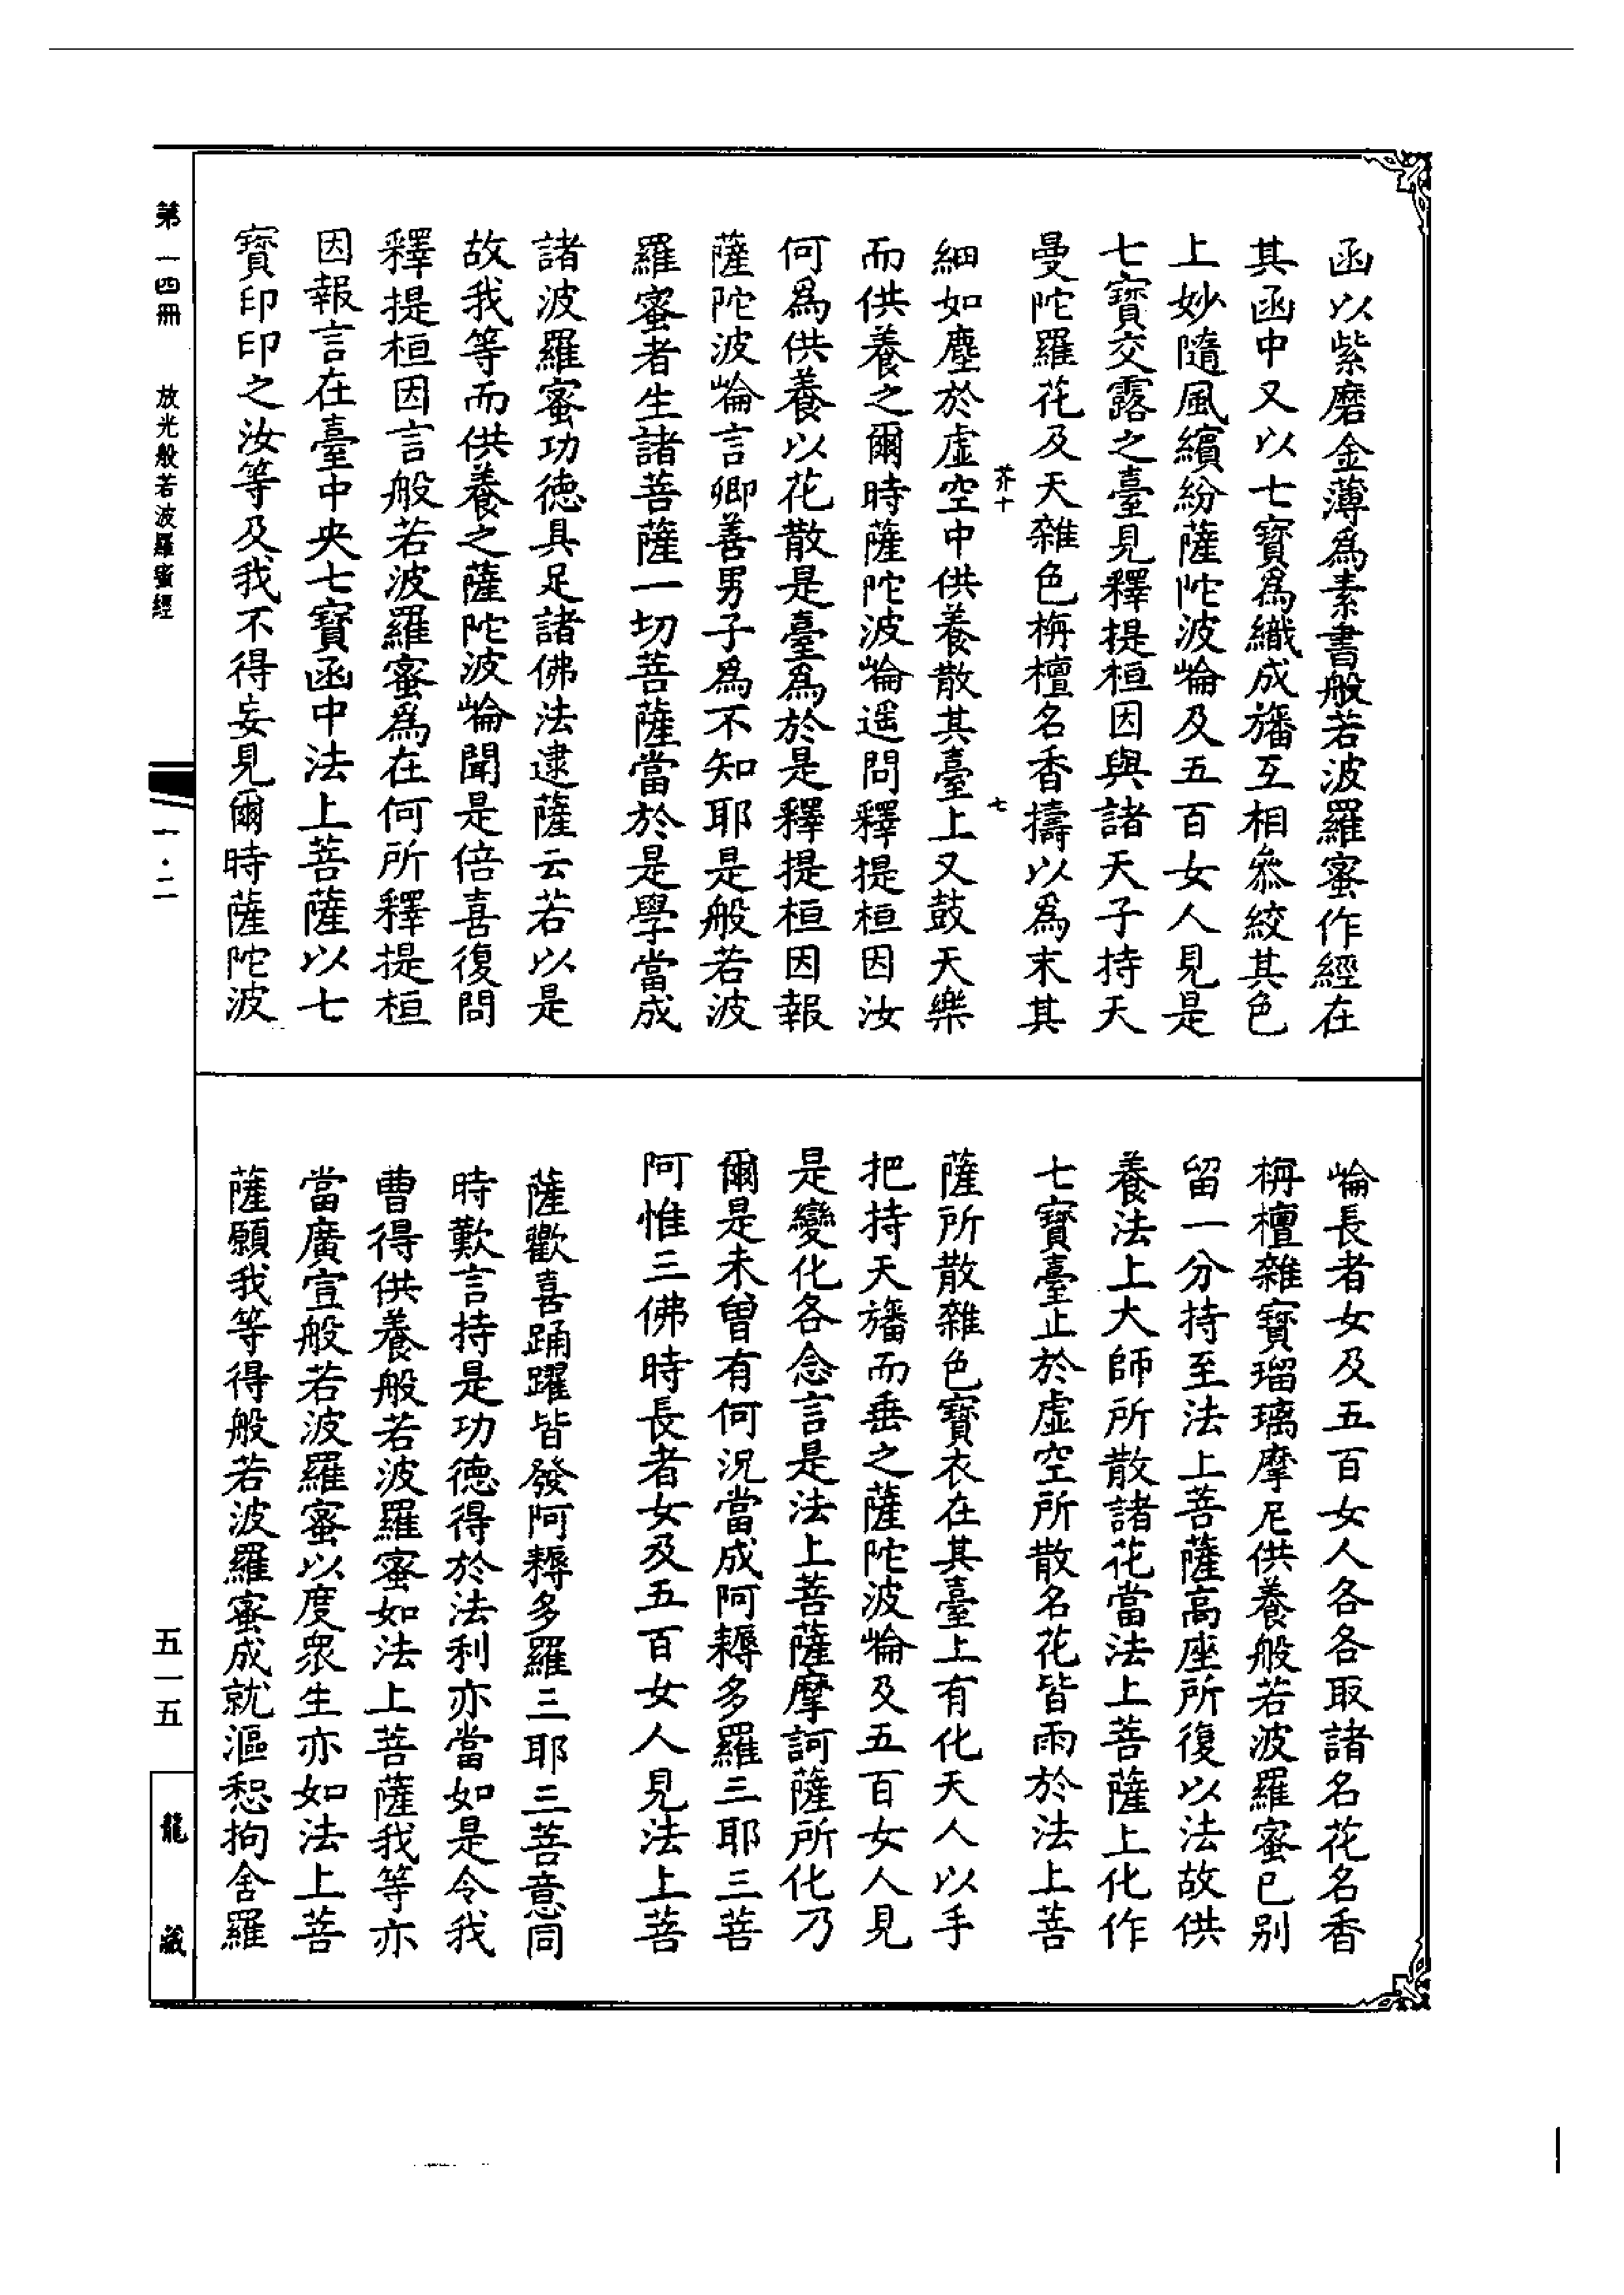 函以紫磨金薄爲素書般若波羅蜜作經在
其函中又以七寶爲織成旛互相叅絞其色
上妙隨風繽紛薩陀波崙及五百女人見是
七寶交露之臺見釋提桓因與諸天子持天
曼陀羅花及天雜色栴檀名香擣以爲末其
芥十
七
細如塵於虛空中供養散其臺上又鼓天樂
而供養之爾時薩陀波崙遥問釋提桓因汝
何爲供養以花散是臺爲於是釋提桓因報
薩陀波崙言卿善男子爲不知耶是般若波
羅蜜者生諸菩薩一切菩薩當於是學當成
諸波羅蜜功德具足諸佛法逮薩云若以是
故我等而供養之薩陀波崙聞是倍喜復問
釋提桓因言般若波羅蜜爲在何所釋提桓
因報言在臺中央七寶函中法上菩薩以七
寶印印之汝等及我不得妄見爾時薩陀波
崙長者女及五百女人各各取諸名花名香
栴檀雜寶瑠璃摩尼供養般若波羅蜜已别
留一分持至法上菩薩高座所復以法故供
養法上大師所散諸花當法上菩薩上化作
七寶臺止於虛空所散名花皆雨於法上菩
薩所散雜色寶衣在其臺上有化天人以手
把持天旛而垂之薩陀波崙及五百女人見
是變化各念言是法上菩薩摩訶薩所化乃
爾是未曾有何況當成阿耨多羅三耶三菩
阿惟三佛時長者女及五百女人見法上菩
薩歡喜踊躍皆發阿耨多羅三耶三菩意同
時歎言持是功德得於法利亦當如是令我
曹得供養般若波羅蜜如法上菩薩我等亦
當廣宣般若波羅蜜以度衆生亦如法上菩
薩願我等得般若波羅蜜成就漚惒拘舍羅
第一四冊 放光般若波羅蜜經
一·二
五一五
龍藏